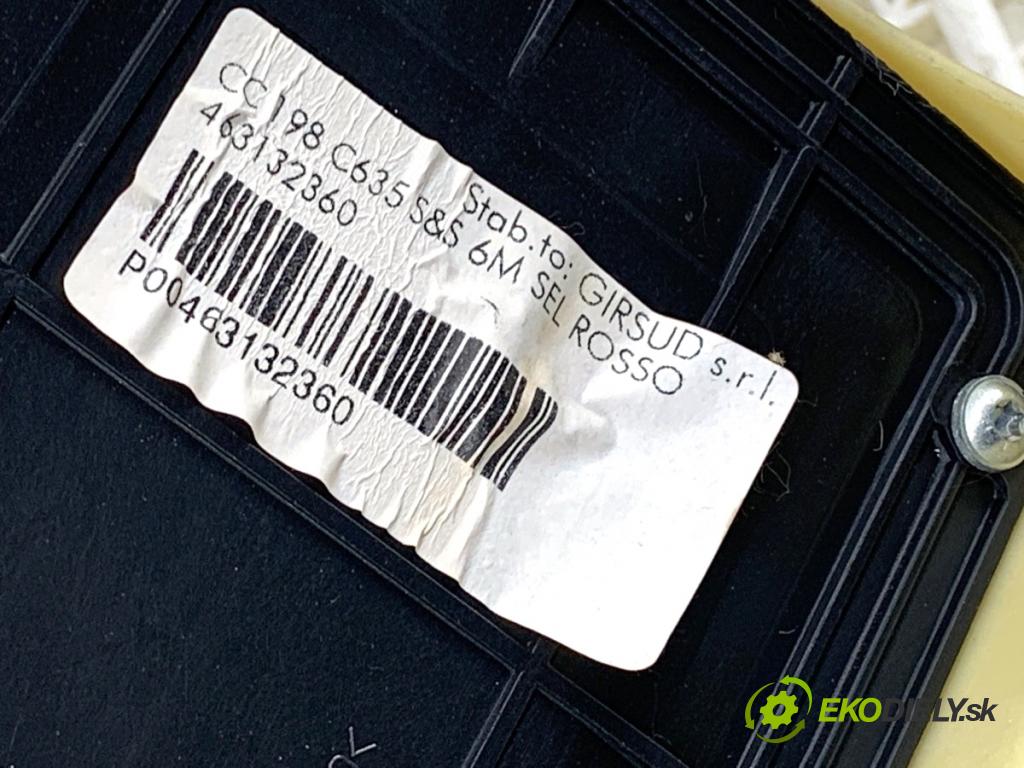 Stab.to: GIRSUD s.r.l.
CC 198 C635 S&S 6M SEL ROSSO
463132360
P00463132360
EKODIELY.sk